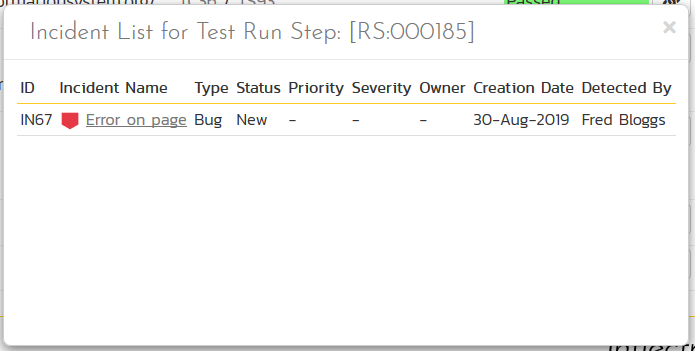 Passed
Incident List for Test Run Step: [RS:000185]
×
ID Incident Name Type Status Priority Severity Owner Creation Date Detected By
IN67 Error on page Bug New - - - 30-Aug-2019 Fred Bloggs